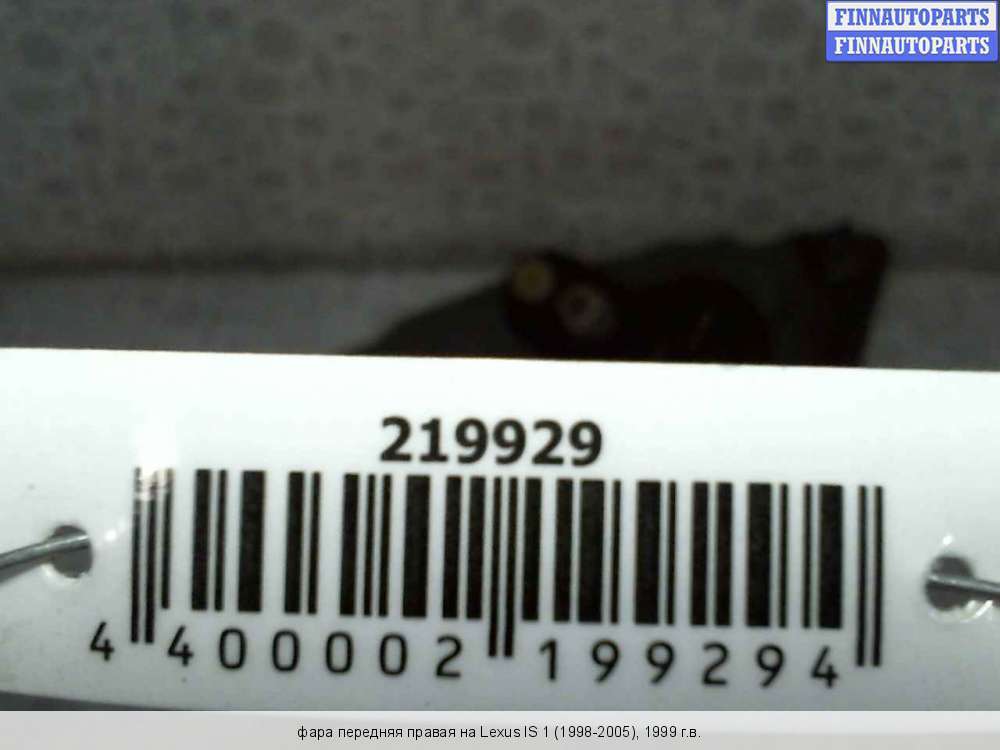 FINNAUTOPARTS
FINNAUTOPARTS
219929
4 400002 199294
фара передняя правая на Lexus IS 1 (1998-2005), 1999 г.в.